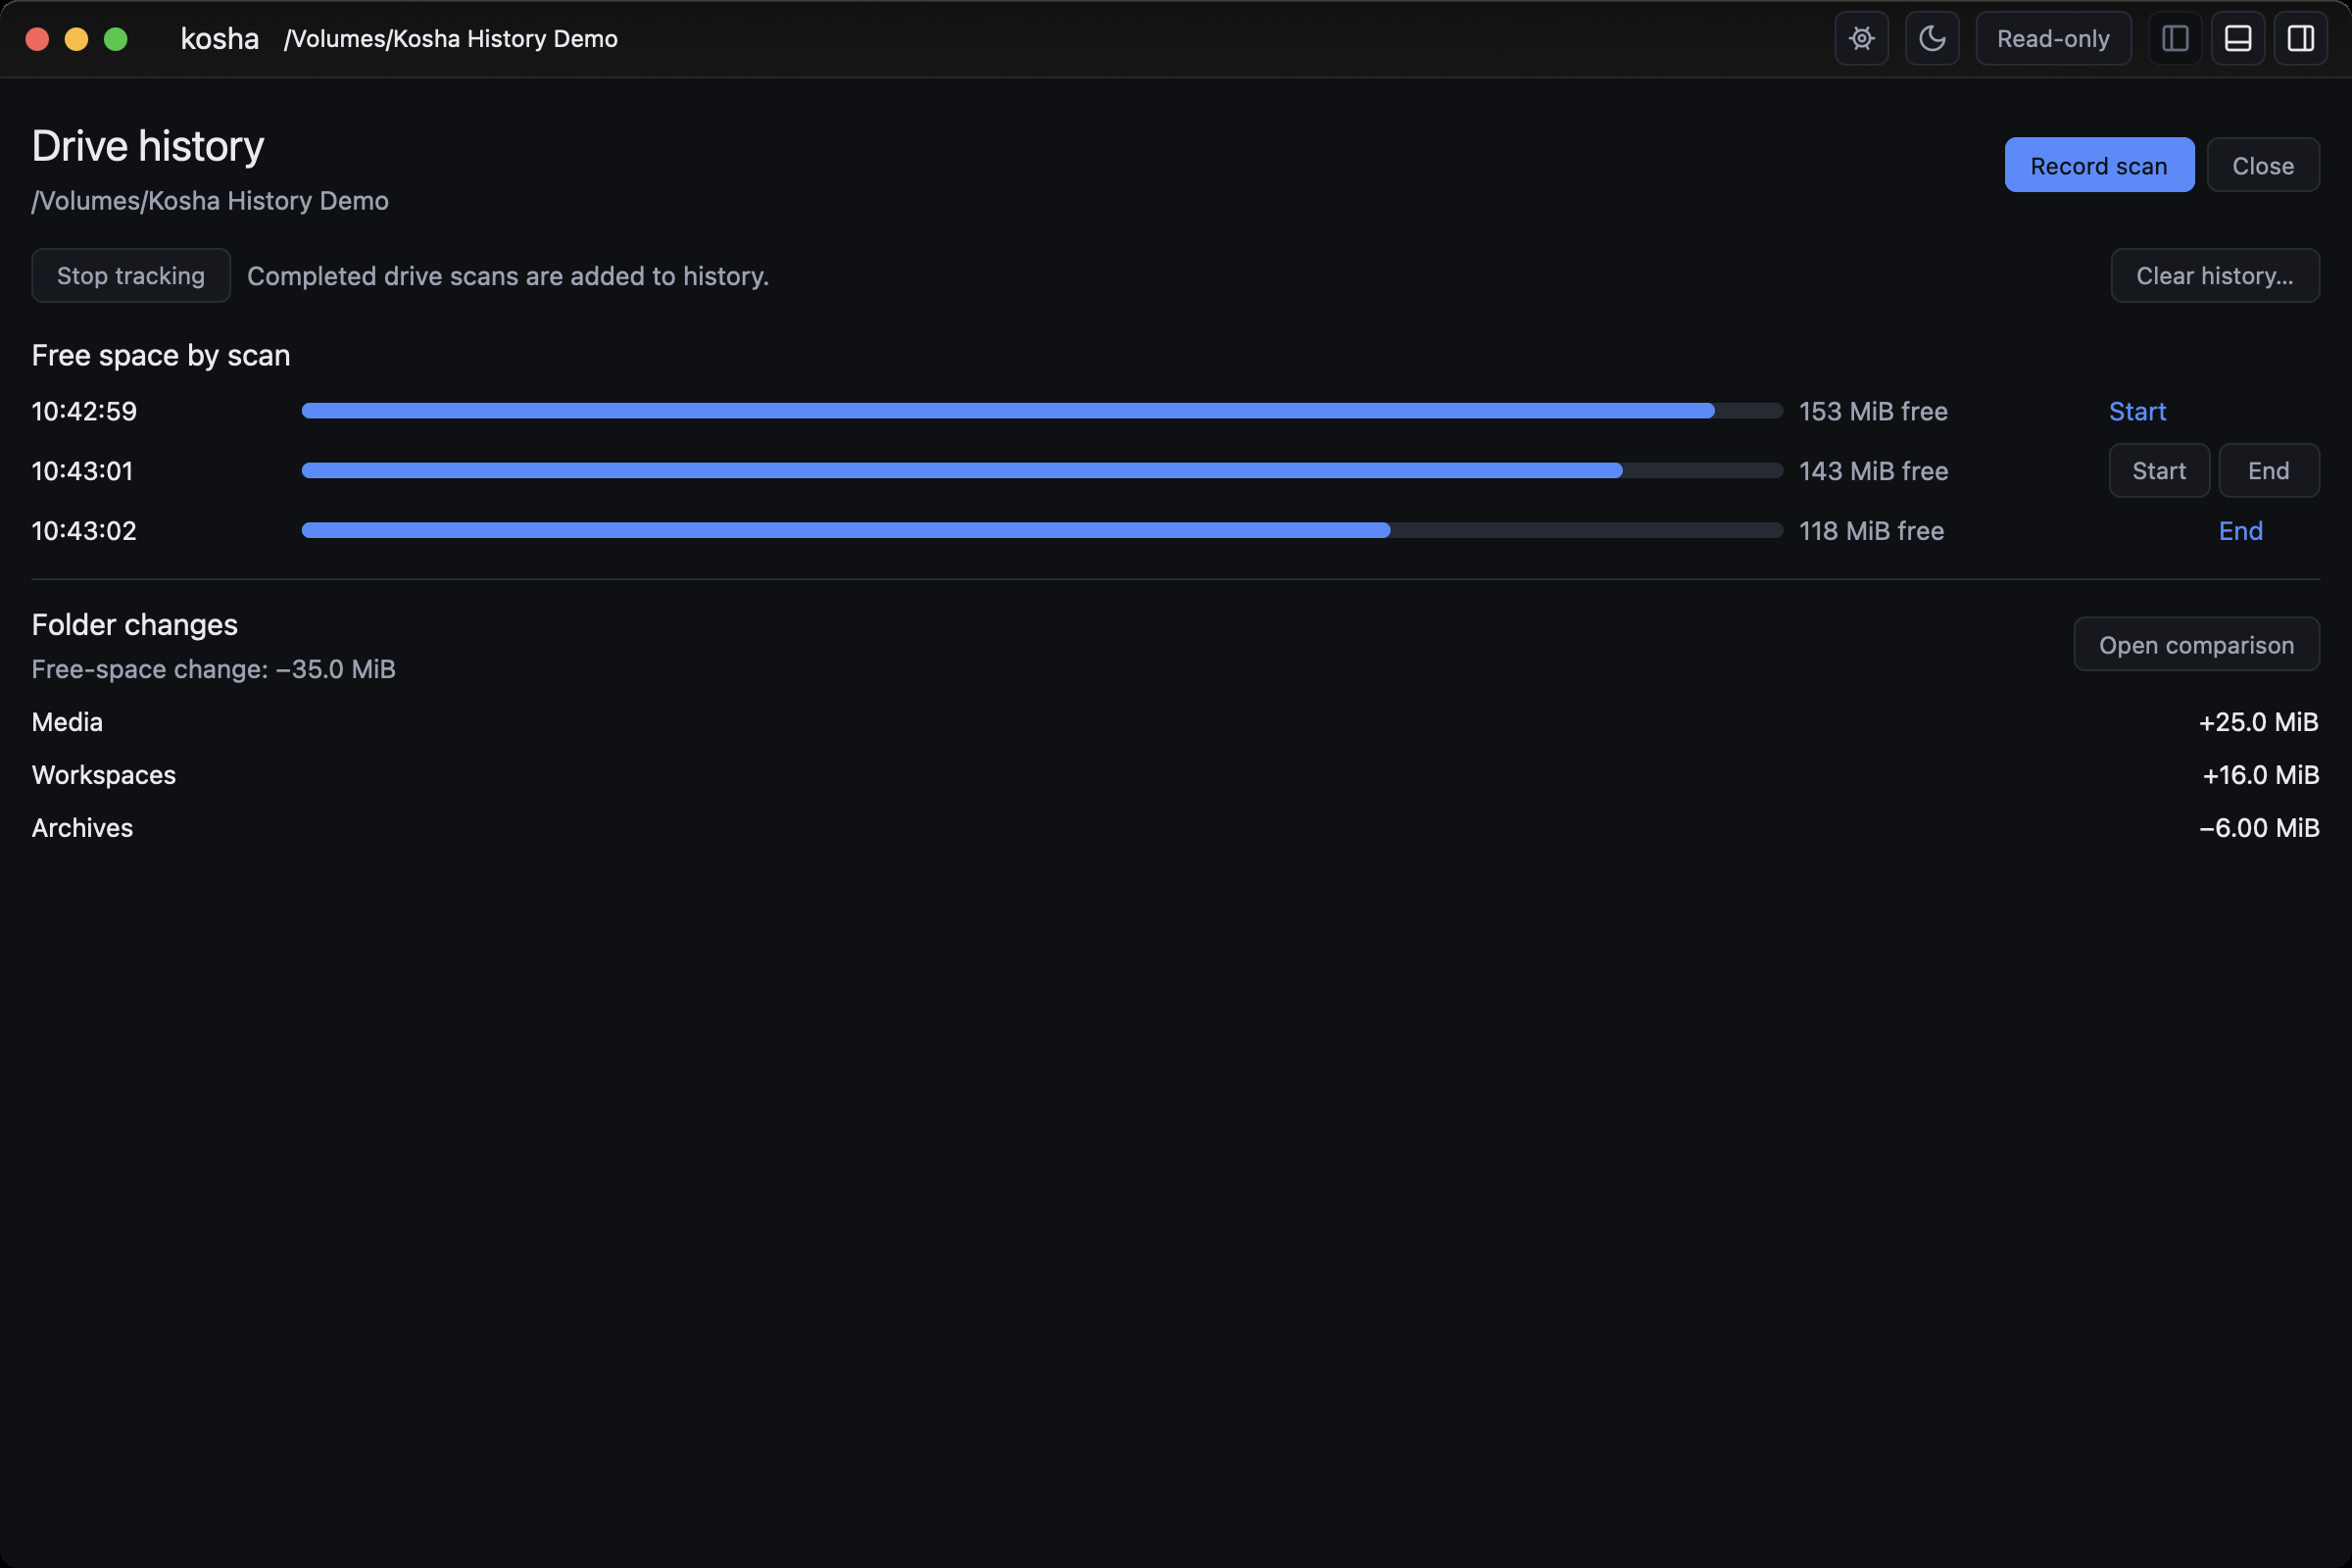 kosha /Volumes/Kosha History Demo Read-only
Drive history
/Volumes/Kosha History Demo
Record scan Close
Stop tracking Completed drive scans are added to history. Clear history...
Free space by scan
10:42:59 153 MiB free Start
10:43:01 143 MiB free Start End
10:43:02 118 MiB free End
Folder changes
Free-space change: −35.0 MiB
Open comparison
Media +25.0 MiB
Workspaces +16.0 MiB
Archives −6.00 MiB